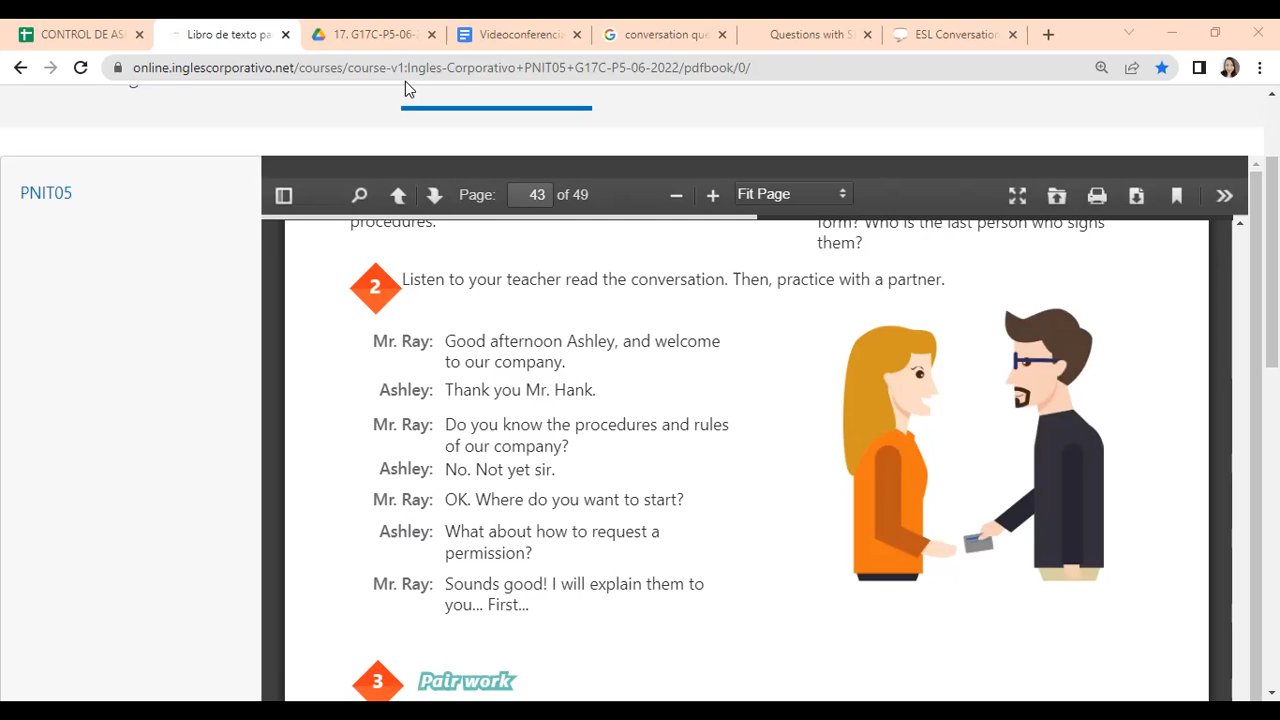 CONTROL DE AS
Libro de texto pa
17. G17C-P5-06-
Videoconferencia
conversation que
Questions with S
ESL Conversation
online.inglescorporativo.net/courses/course-v1:Ingles-Corporativo+PNIT05+G17C-P5-06-2022/pdfbook/0/
PNIT05
Page: 43 of 49
Fit Page
procedures.
form? Who is the last person who signs
them?
2 Listen to your teacher read the conversation. Then, practice with a partner.
Mr. Ray: Good afternoon Ashley, and welcome
to our company.
Ashley: Thank you Mr. Hank.
Mr. Ray: Do you know the procedures and rules
of our company?
Ashley: No. Not yet sir.
Mr. Ray: OK. Where do you want to start?
Ashley: What about how to request a
permission?
Mr. Ray: Sounds good! I will explain them to
you... First...
3 Pair work